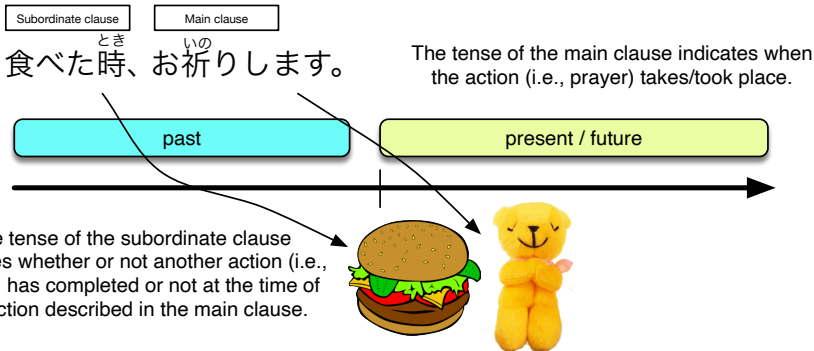 Subordinate clause
Main clause
とき
いの
食べた時、お祈りします。
The tense of the main clause indicates when
the action (i.e., prayer) takes/took place.
past
present / future
tense of the subordinate clause
whether or not another action (i.e.,
has completed or not at the time of
described in the main clause.